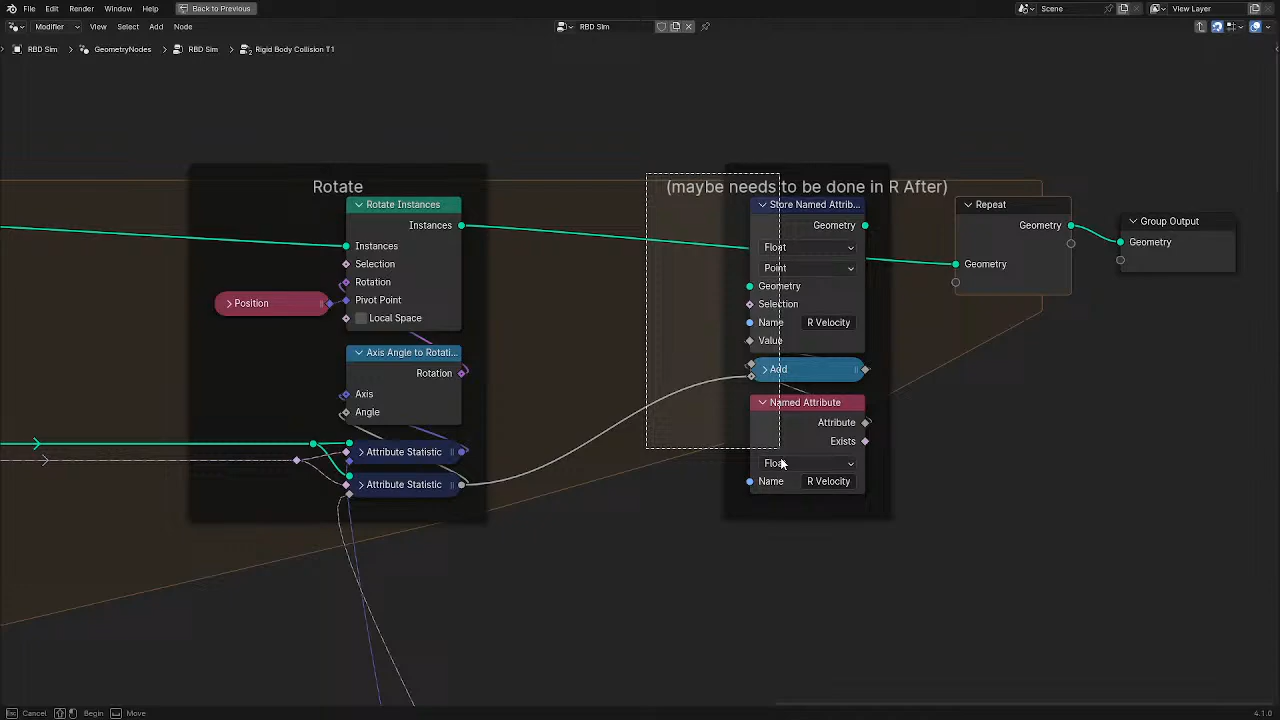 File Edit Render Window Help Back to Previous Scene View Layer
Modifier View Select Add Node RBD Sim
RBD Sim GeometryNodes RBD Sim Rigid Body Collision T1
Rotate
Rotate Instances
Instances
Instances
Selection
Rotation
Pivot Point
Local Space
Position
Axis Angle to Rotati...
Rotation
Axis
Angle
Attribute Statistic
Attribute Statistic
(maybe needs to be done in R After)
Store Named Attrib...
Geometry
Float
Point
Geometry
Selection
Name R Velocity
Value
Add
Named Attribute
Attribute
Exists
Float
Name R Velocity
Repeat
Geometry
Geometry
Group Output
Geometry
Cancel Begin Move 4.1.0